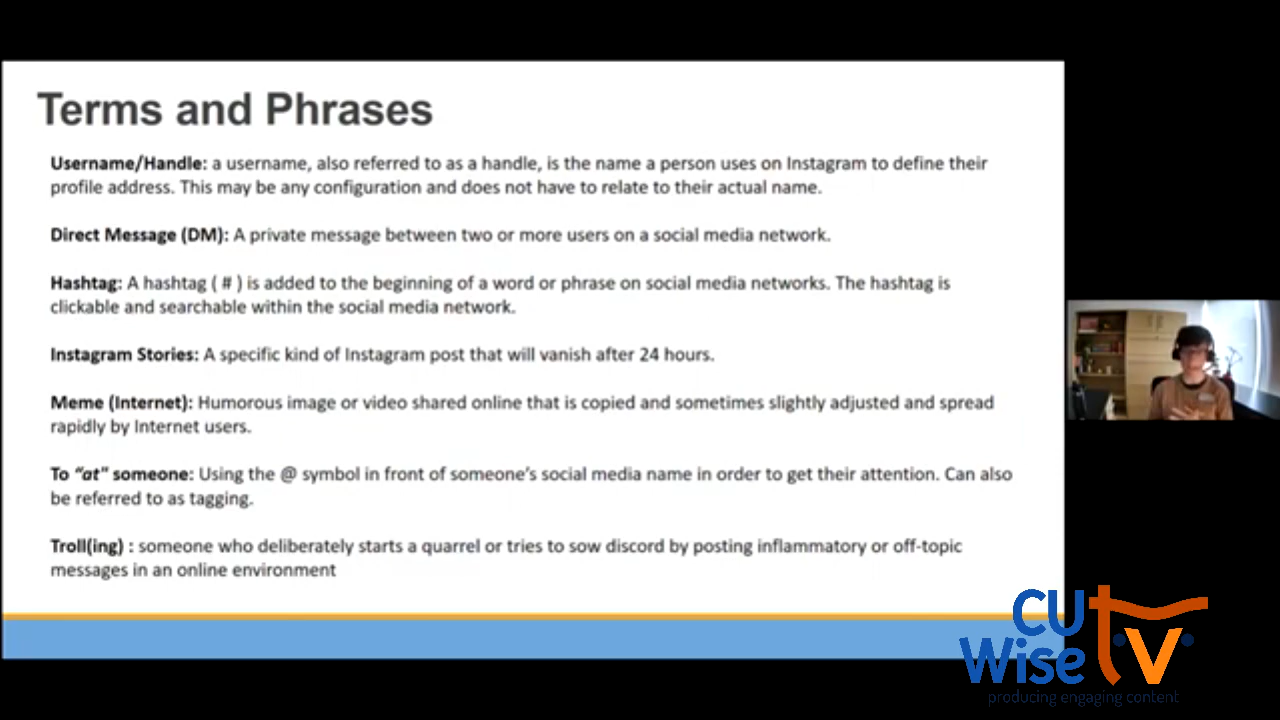 Terms and Phrases
Username/Handle: a username, also referred to as a handle, is the name a person uses on Instagram to define their
profile address. This may be any configuration and does not have to relate to their actual name.
Direct Message (DM): A private message between two or more users on a social media network.
Hashtag: A hashtag ( # ) is added to the beginning of a word or phrase on social media networks. The hashtag is
clickable and searchable within the social media network.
Instagram Stories: A specific kind of Instagram post that will vanish after 24 hours.
Meme (Internet): Humorous image or video shared online that is copied and sometimes slightly adjusted and spread
rapidly by Internet users.
To “at” someone: Using the @ symbol in front of someone’s social media name in order to get their attention. Can also
be referred to as tagging.
Troll(ing) : someone who deliberately starts a quarrel or tries to sow discord by posting inflammatory or off-topic
messages in an online environment
CU
Wise tv
producing engaging content